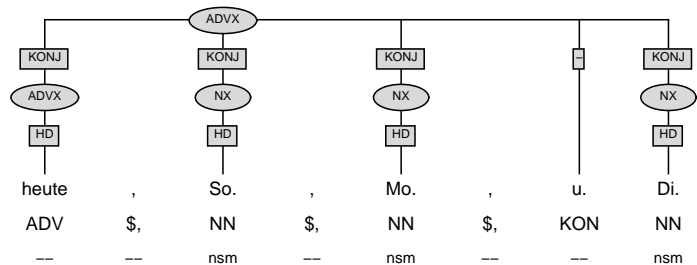 ADVX
KONJ KONJ KONJ – KONJ
ADVX NX NX NX
HD HD HD HD
heute , So. , Mo. , u. Di.
ADV $, NN $, NN $, KON NN
−− −− nsm −− nsm −− −− nsm